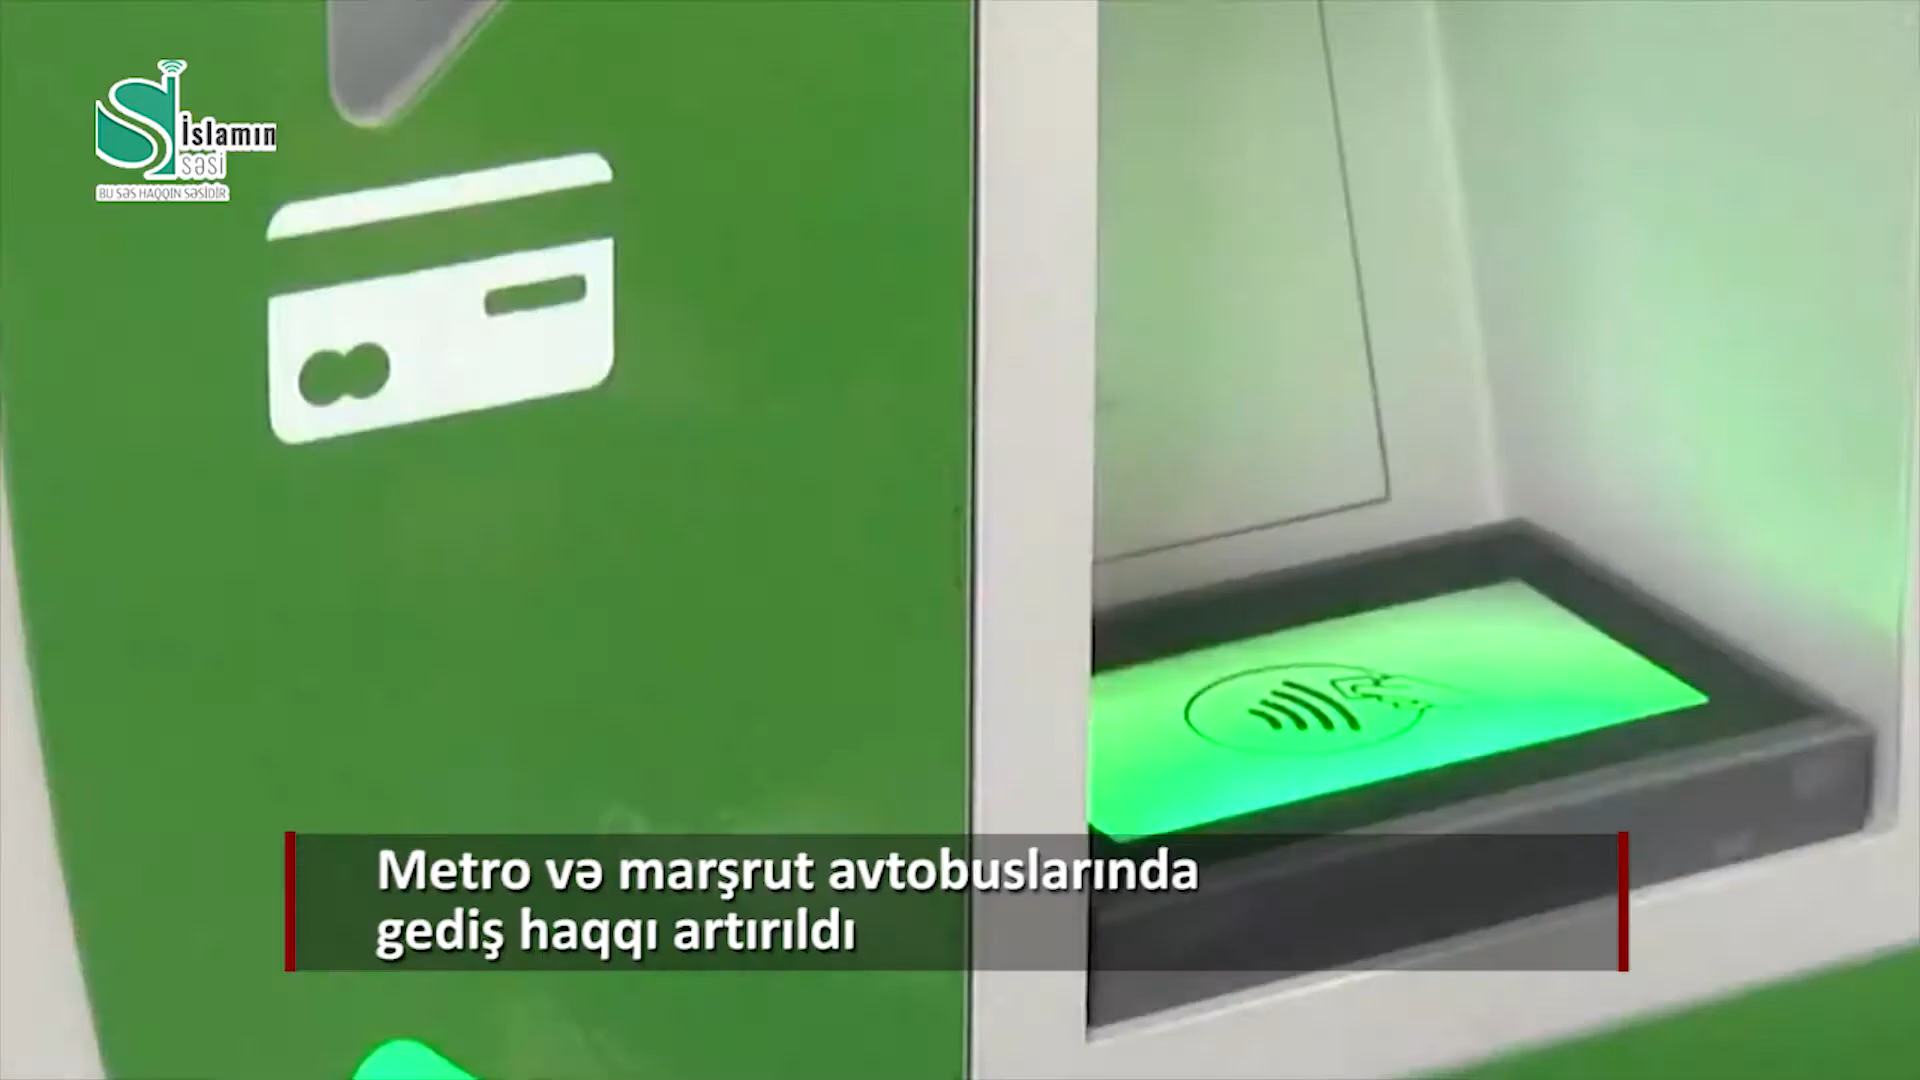 İslamın
səsi
BU SƏS HAQQIN SƏSİDİR
Metro və marşrut avtobuslarında
gediş haqqı artırıldı